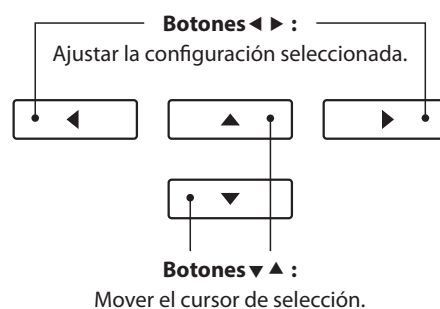 Botones ◀ ▶ :
Ajustar la configuración seleccionada.
◀
▲
▶
▼
Botones ▼ ▲ :
Mover el cursor de selección.